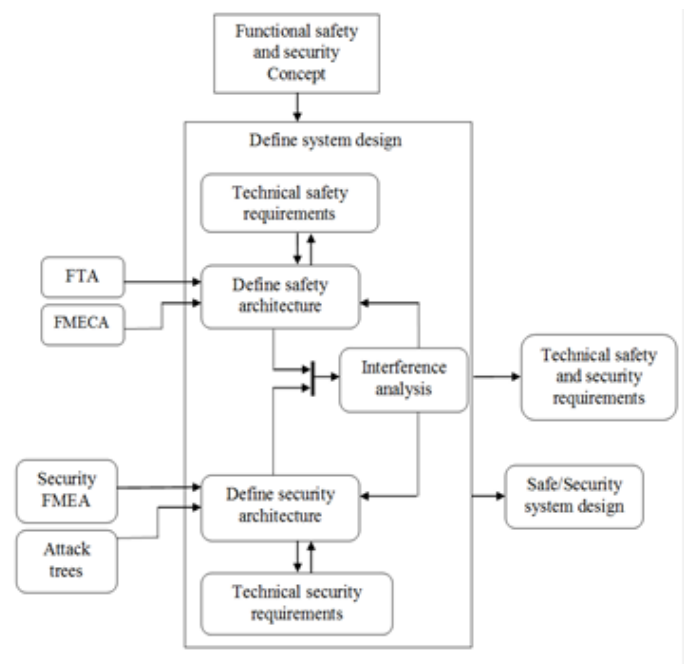 Functional safety
and security
Concept
Define system design
Technical safety
requirements
FTA
Define safety
architecture
FMECA
Interference
analysis
Technical safety
and security
requirements
Security
FMEA
Define security
architecture
Safe/Security
system design
Attack
trees
Technical security
requirements